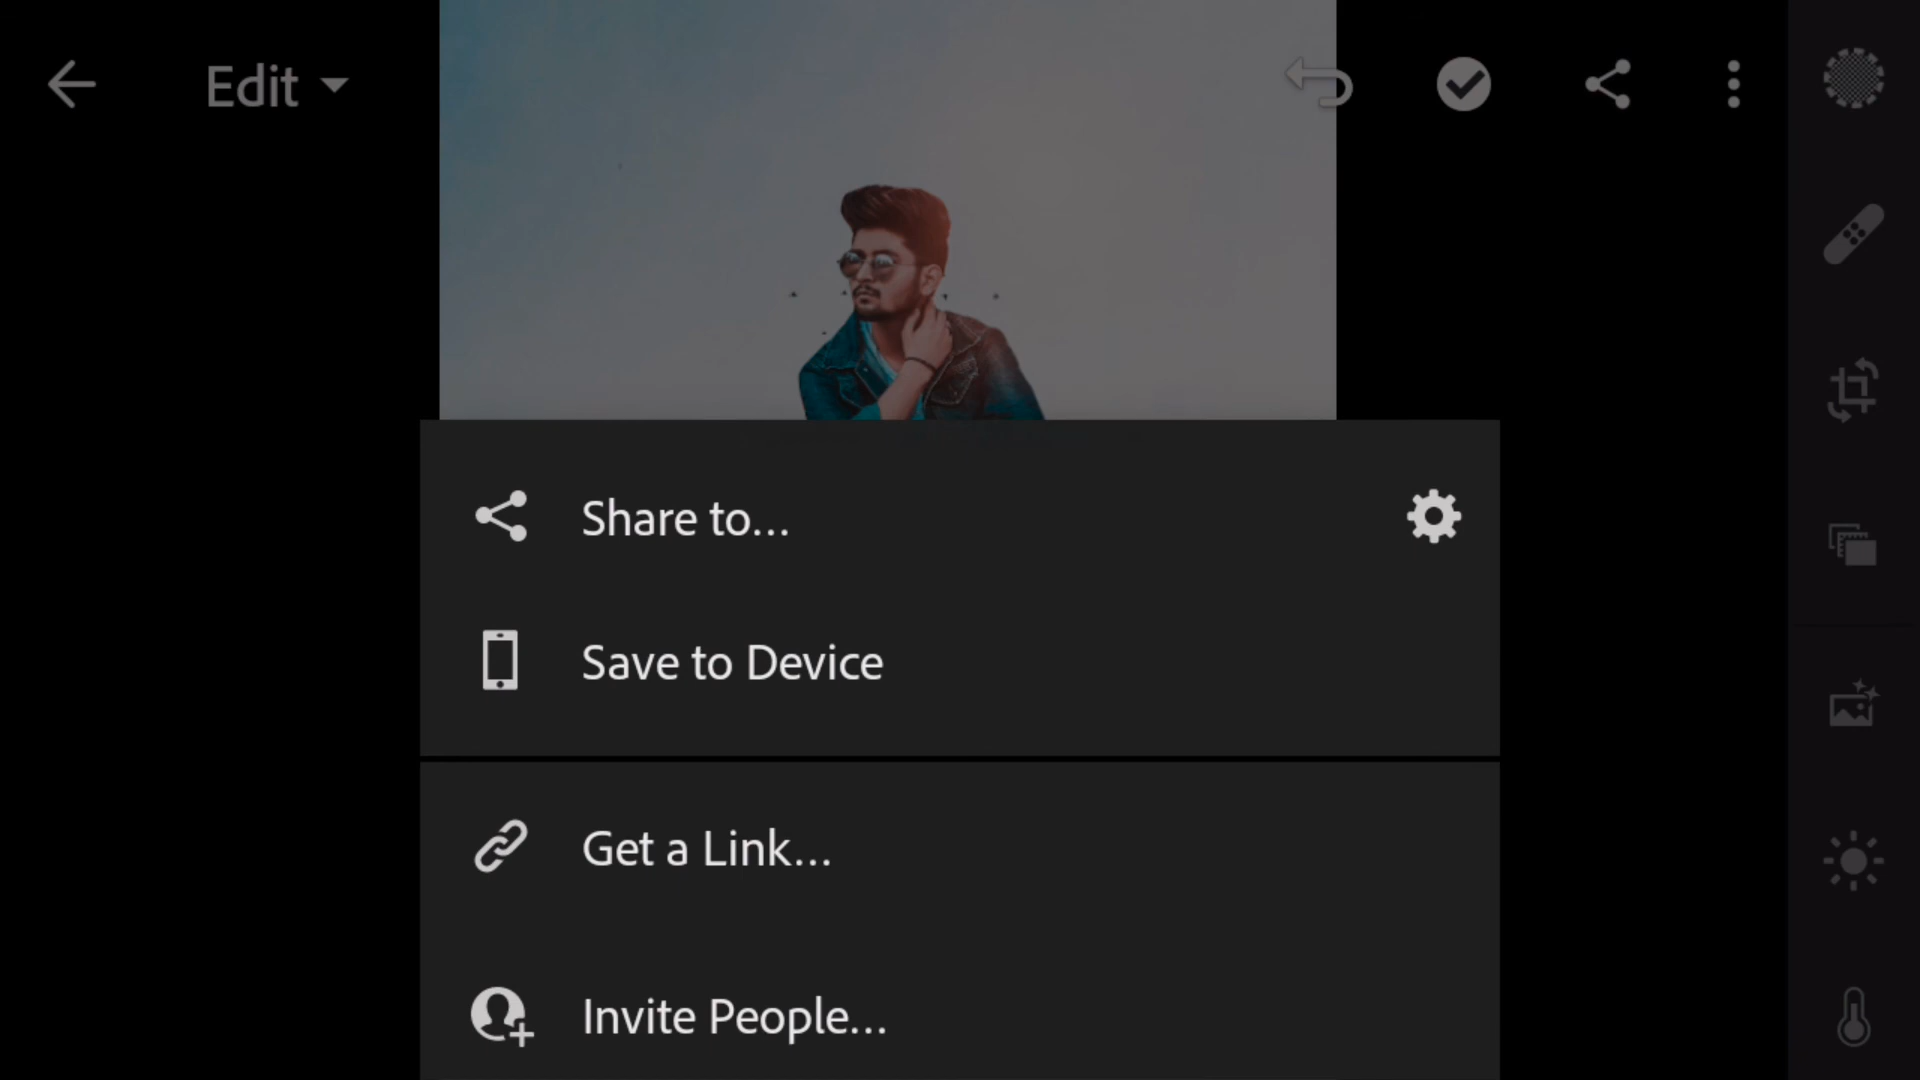 Edit
Share to...
Save to Device
Get a Link...
Invite People...